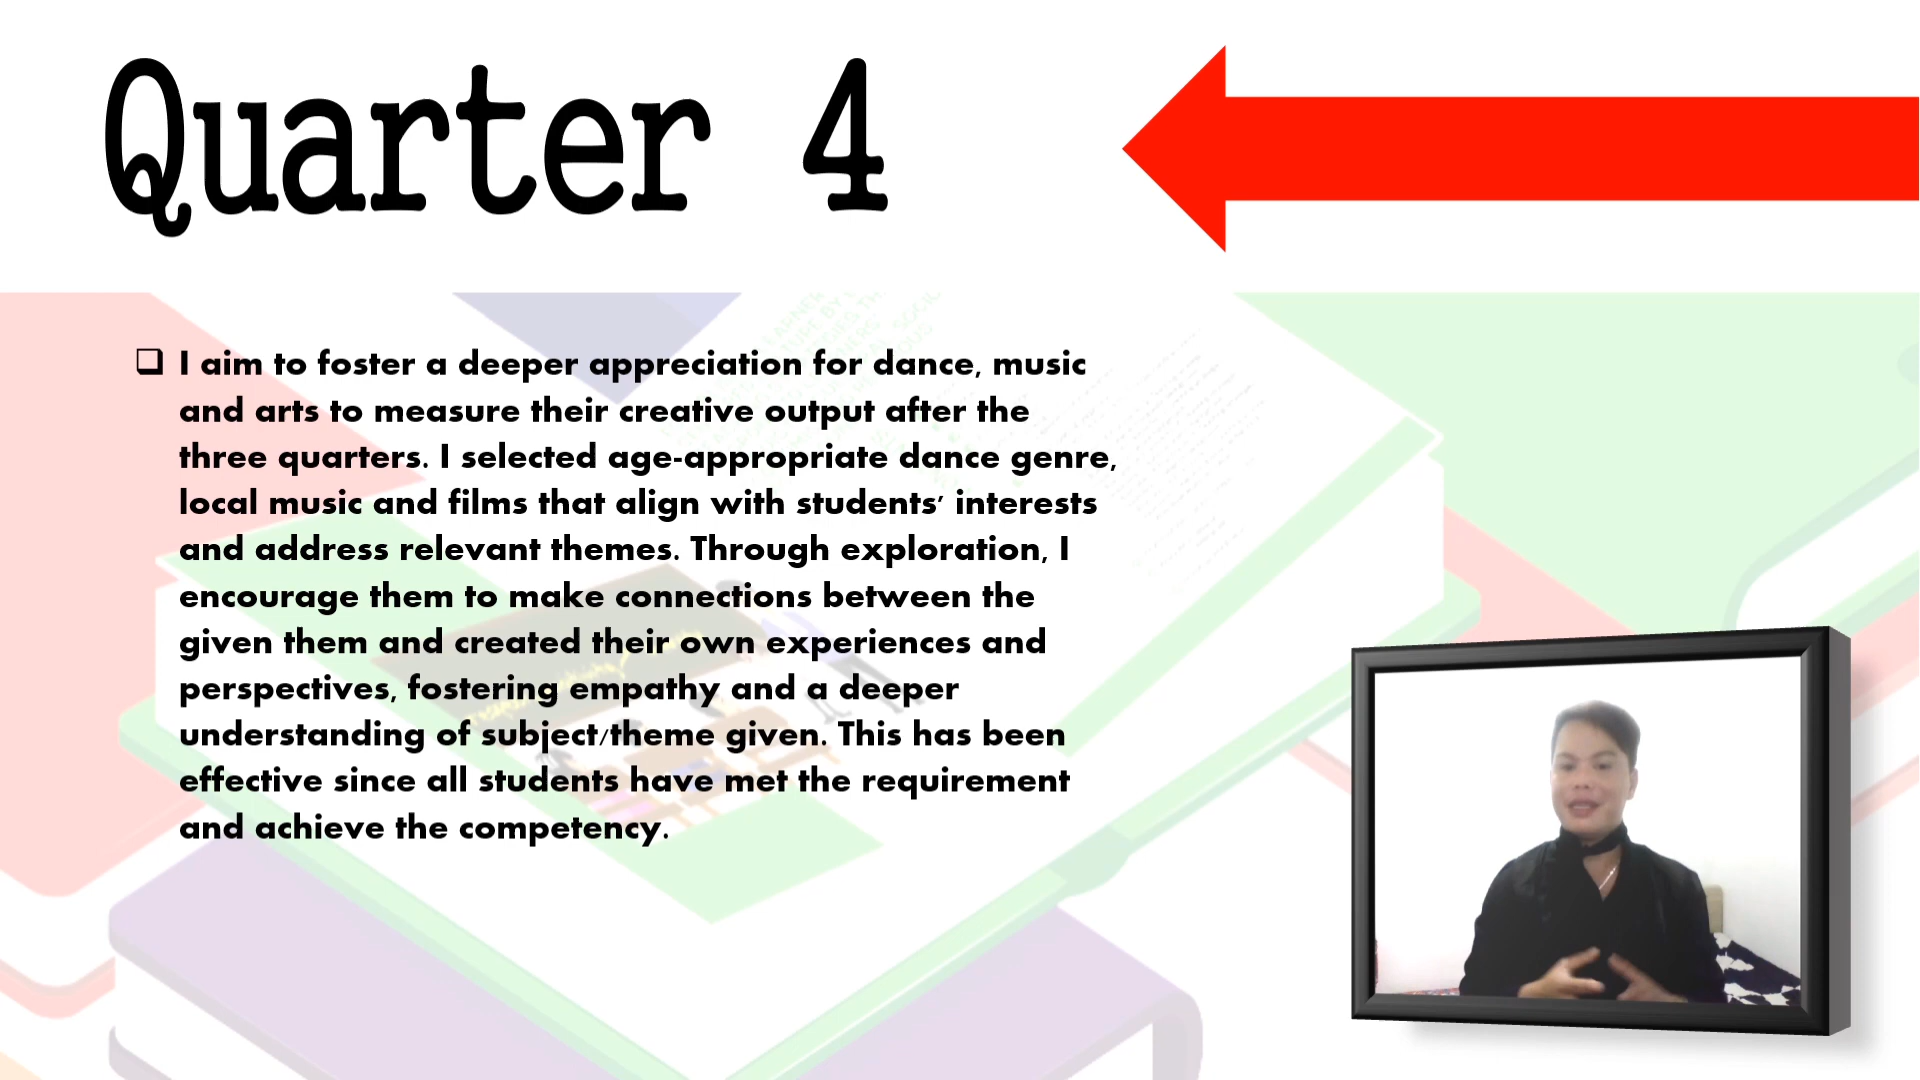 Quarter 4
❑ I aim to foster a deeper appreciation for dance, music
and arts to measure their creative output after the
three quarters. I selected age-appropriate dance genre,
local music and films that align with students' interests
and address relevant themes. Through exploration, I
encourage them to make connections between the
given them and created their own experiences and
perspectives, fostering empathy and a deeper
understanding of subject/theme given. This has been
effective since all students have met the requirement
and achieve the competency.